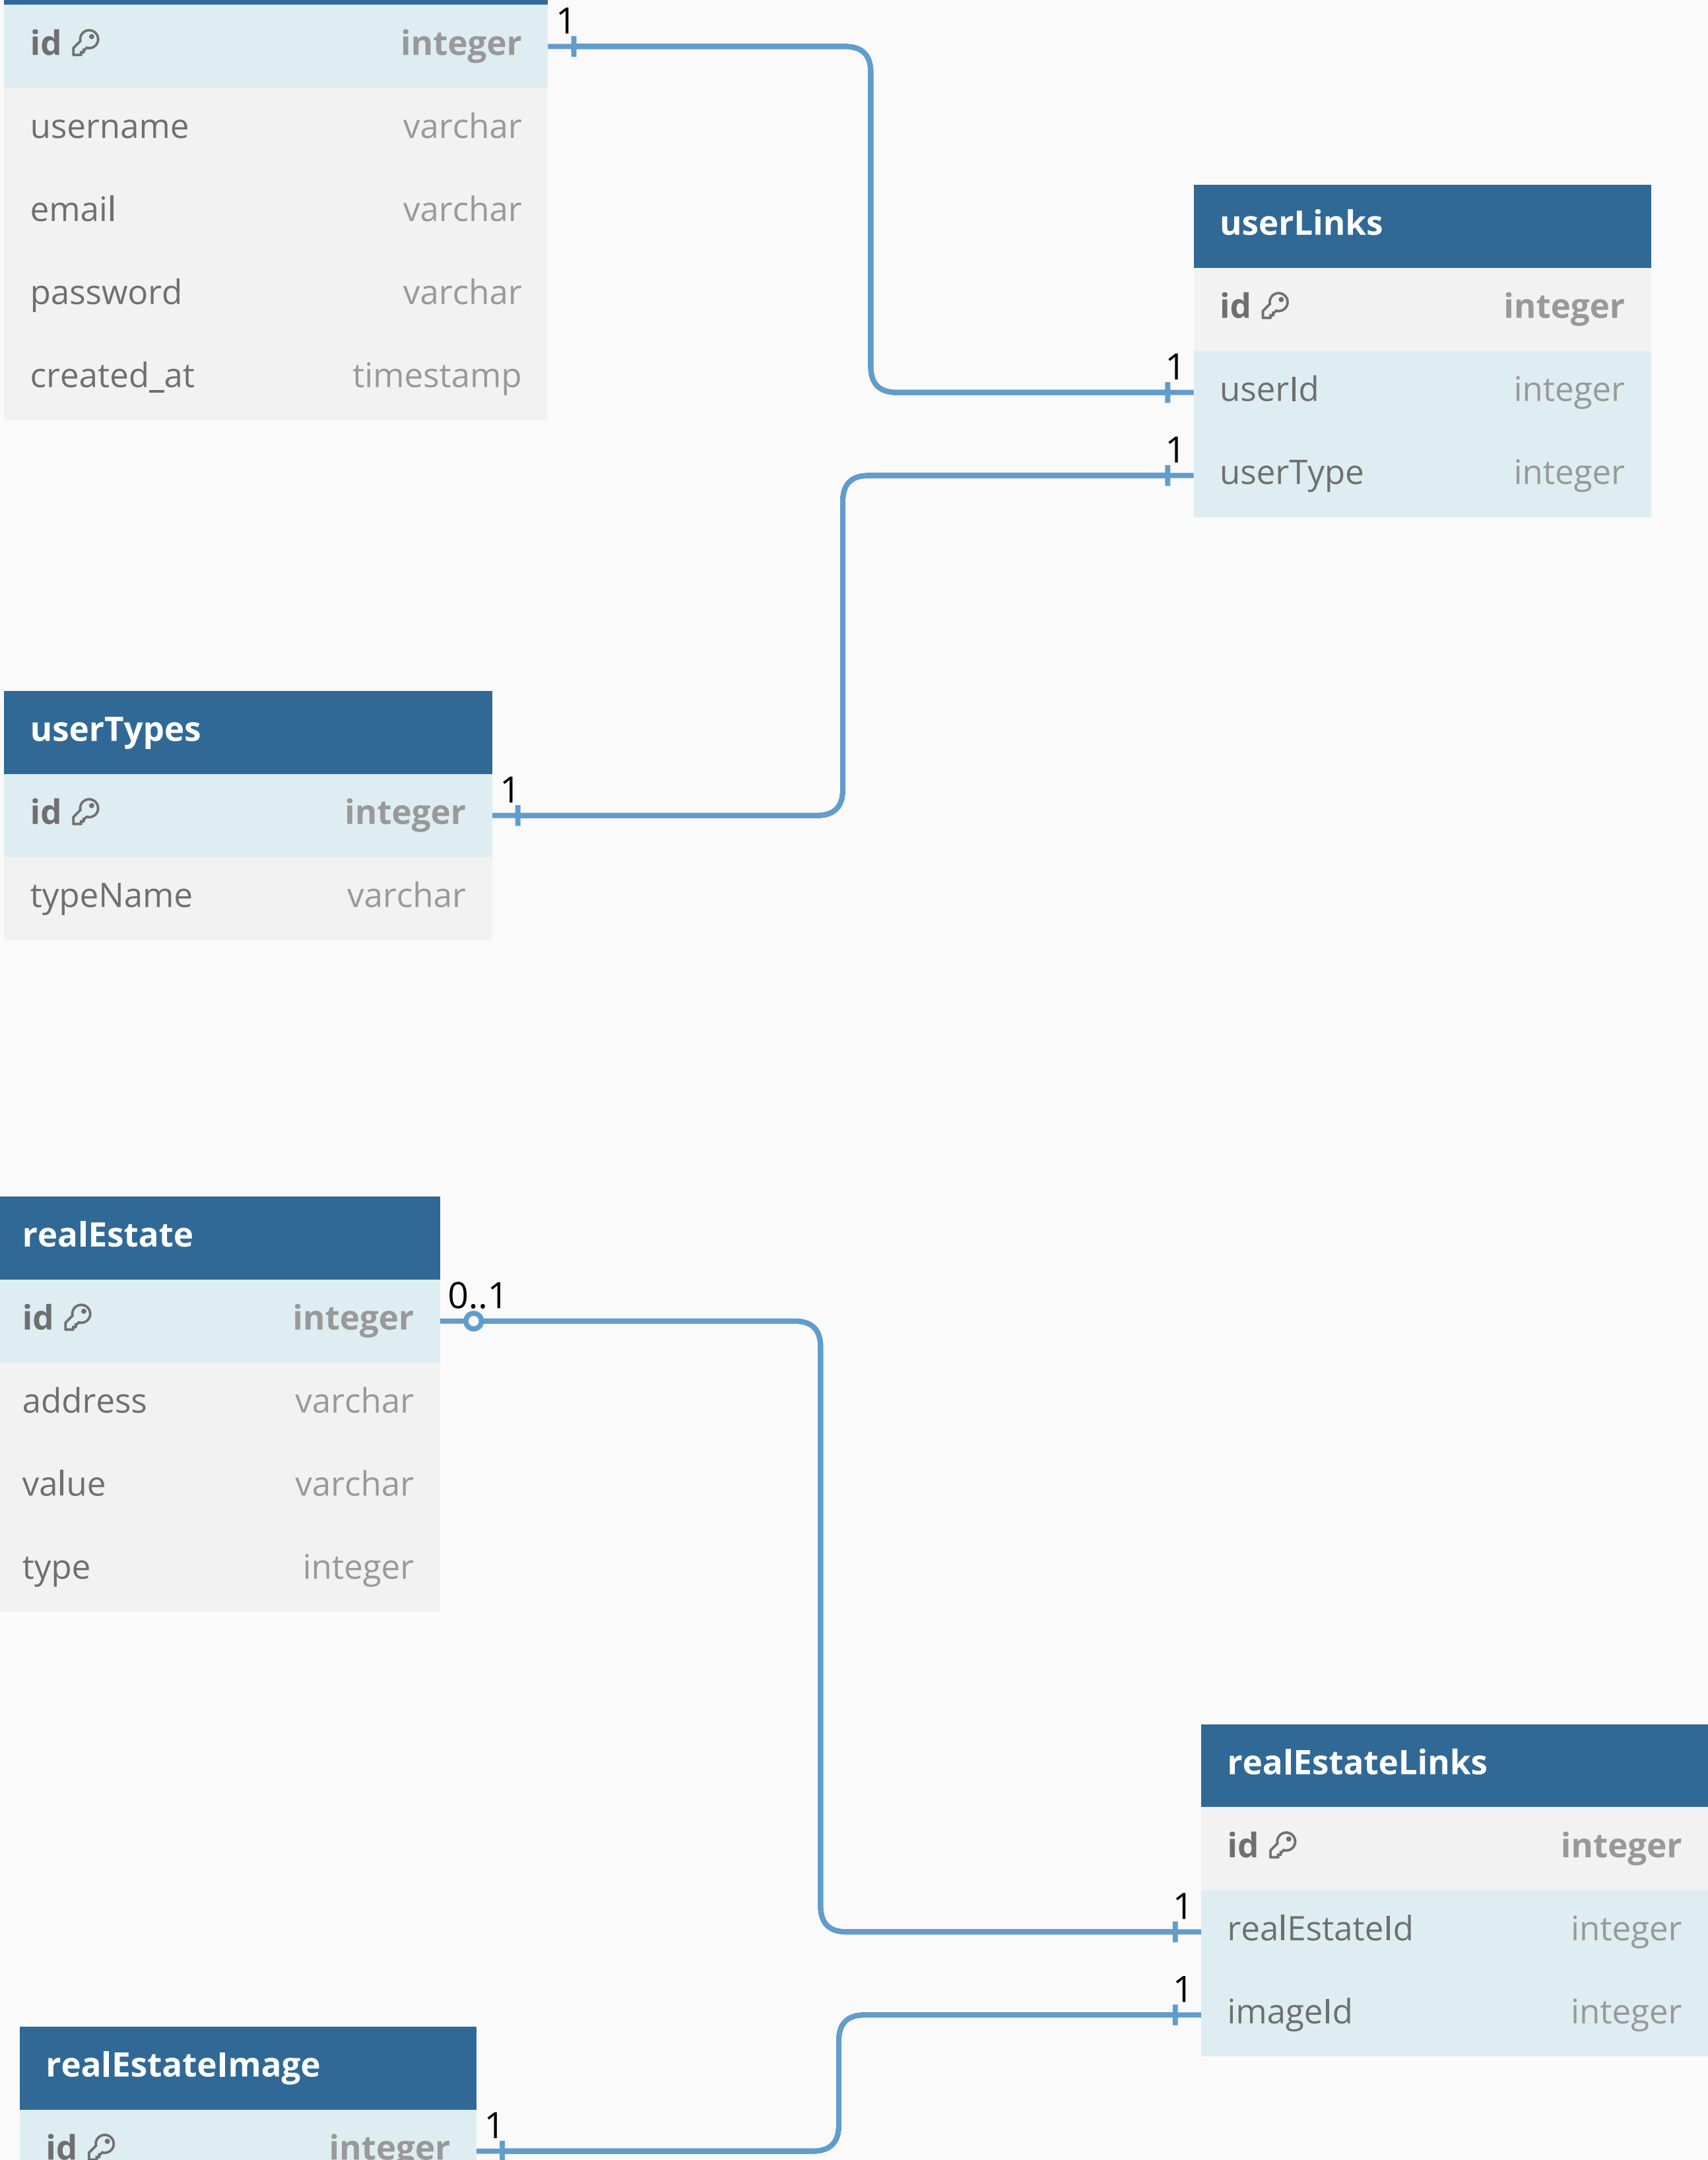 id integer
username varchar
email varchar
password varchar
created_at timestamp
1
1
1
userLinks
id integer
userId integer
userType integer
userTypes
id integer
typeName varchar
1
realEstate
id integer
address varchar
value varchar
type integer
0..1
realEstateLinks
id integer
realEstateId integer
imageId integer
1
1
realEstateImage
id integer
1